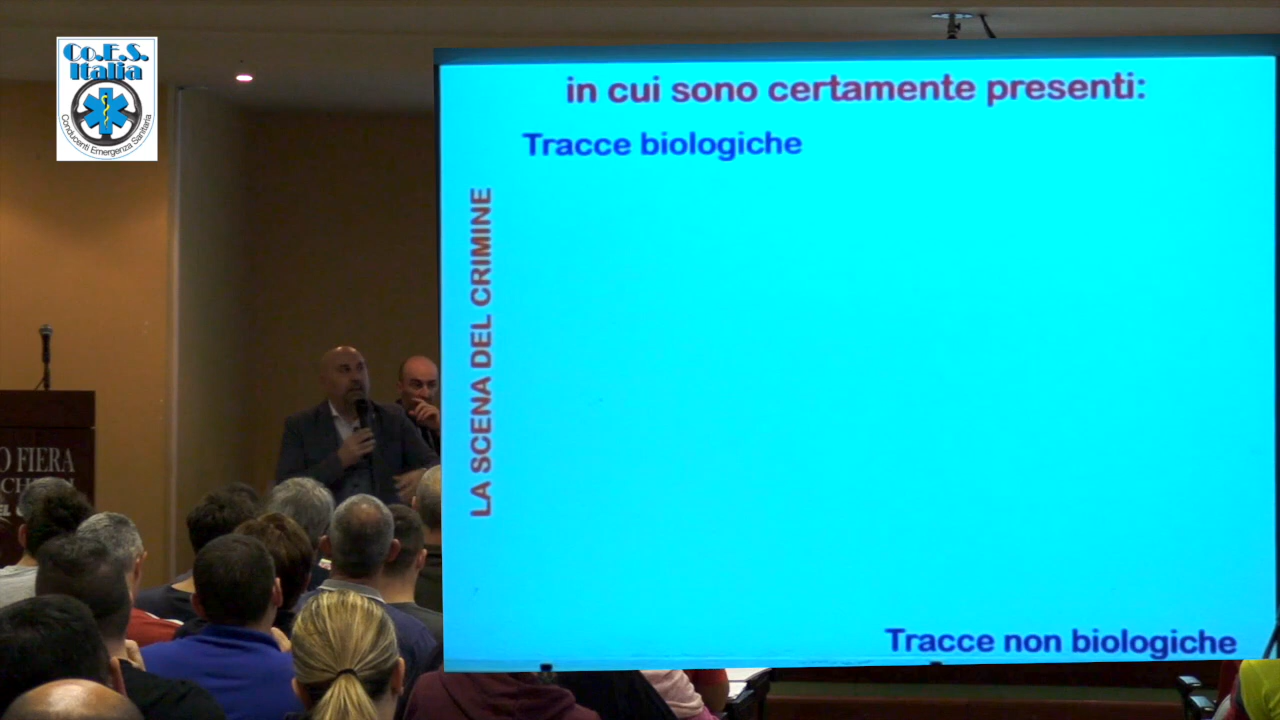 Co.E.S.
Italia
Conducenti Emergenza Sanitaria
in cui sono certamente presenti:
Tracce biologiche
LA SCENA DEL CRIMINE
Tracce non biologiche
O FIERA